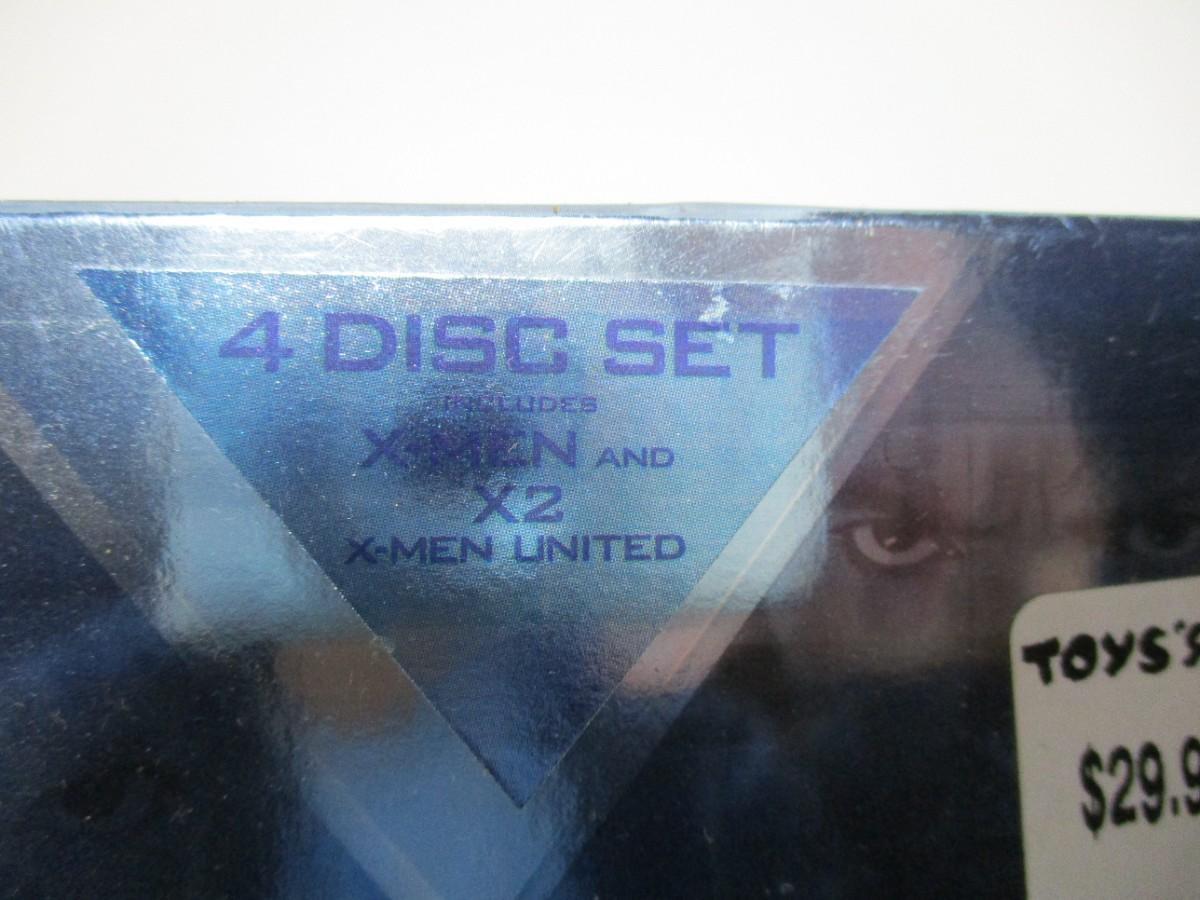 4 DISC SET
INCLUDES
X-MEN AND
X2
X-MEN UNITED
TOYS"Я
$29.9